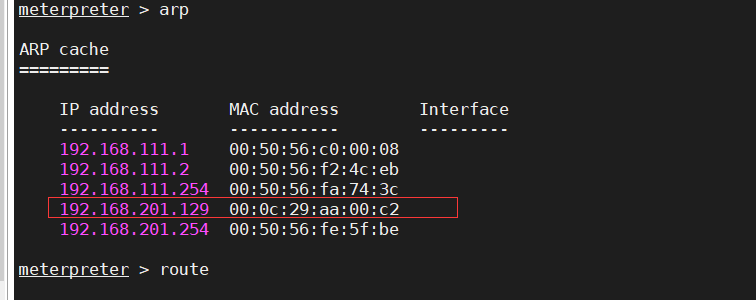 meterpreter > arp
ARP cache
=========
IP address MAC address Interface
---------- ----------- ---------
192.168.111.1 00:50:56:c0:00:08
192.168.111.2 00:50:56:f2:4c:eb
192.168.111.254 00:50:56:fa:74:3c
192.168.201.129 00:0c:29:aa:00:c2
192.168.201.254 00:50:56:fe:5f:be
meterpreter > route